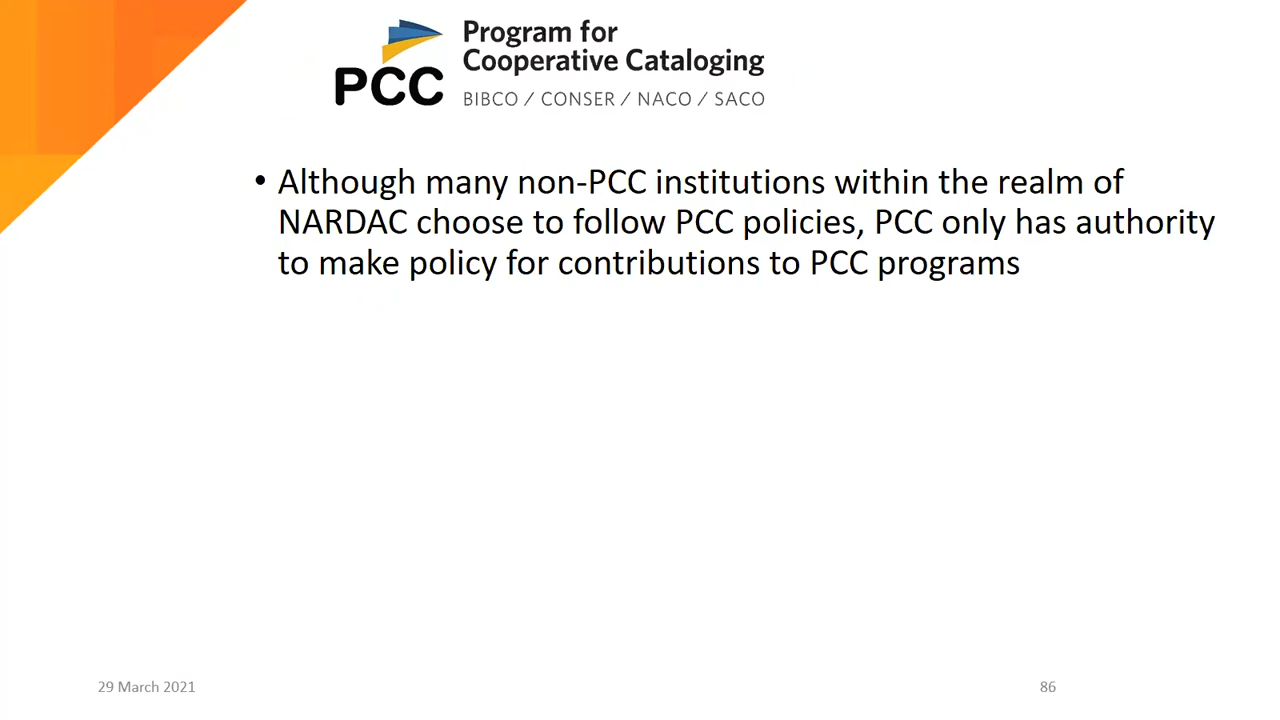 Program for
Cooperative Cataloging
PCC
BIBCO / CONSER / NACO / SACO
• Although many non-PCC institutions within the realm of
NARDAC choose to follow PCC policies, PCC only has authority
to make policy for contributions to PCC programs
29 March 2021
86